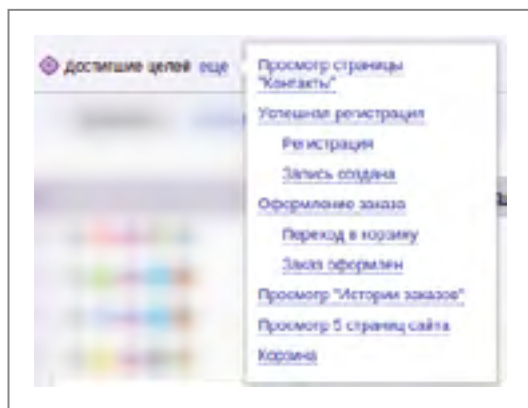 Достигшие целей еще
Просмотр страницы
"Контакты"
Успешная регистрация
Регистрация
Запись создана
Оформление заказа
Переход в корзину
Заказ оформлен
Просмотр "Истории заказов"
Просмотр 5 страниц сайта
Корзина